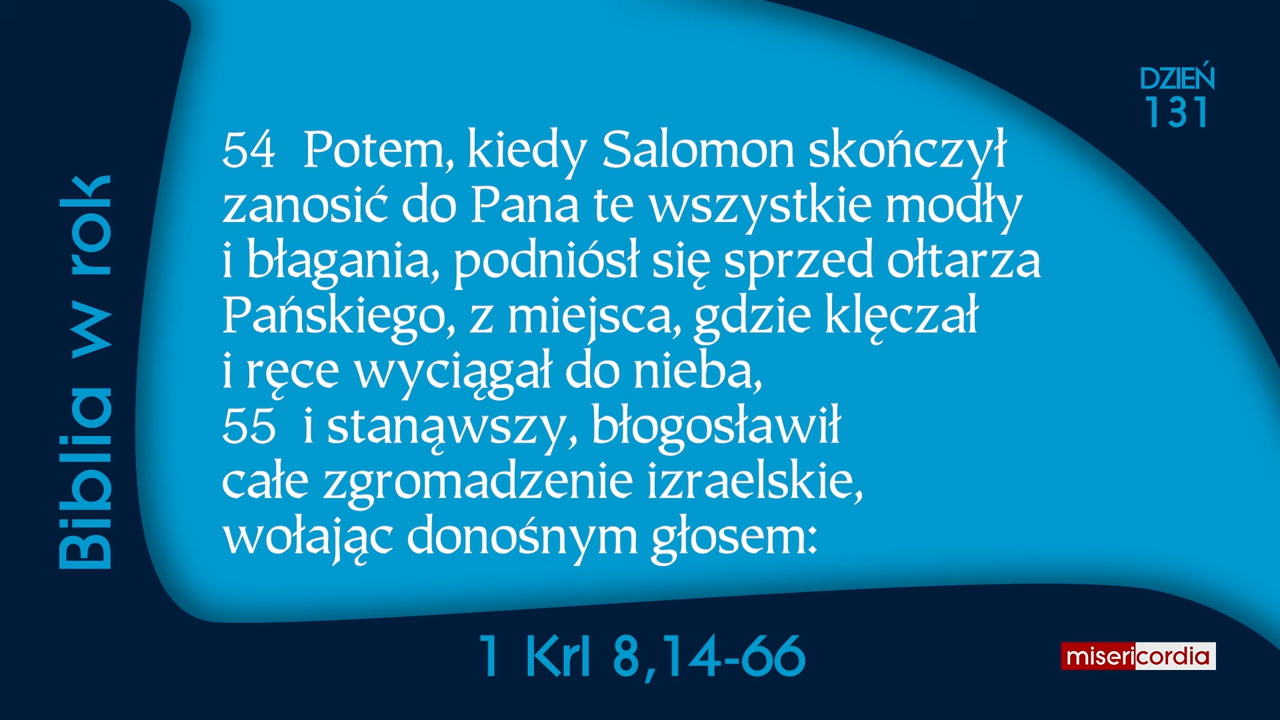 DZIEŃ
131
Biblia w rok
54 Potem, kiedy Salomon skończył
zanosić do Pana te wszystkie modły
i błagania, podniósł się sprzed ołtarza
Pańskiego, z miejsca, gdzie klęczał
i ręce wyciągał do nieba,
55 i stanąwszy, błogosławił
całe zgromadzenie izraelskie,
wołając donośnym głosem:
1 Krl 8,14-66
misericordia